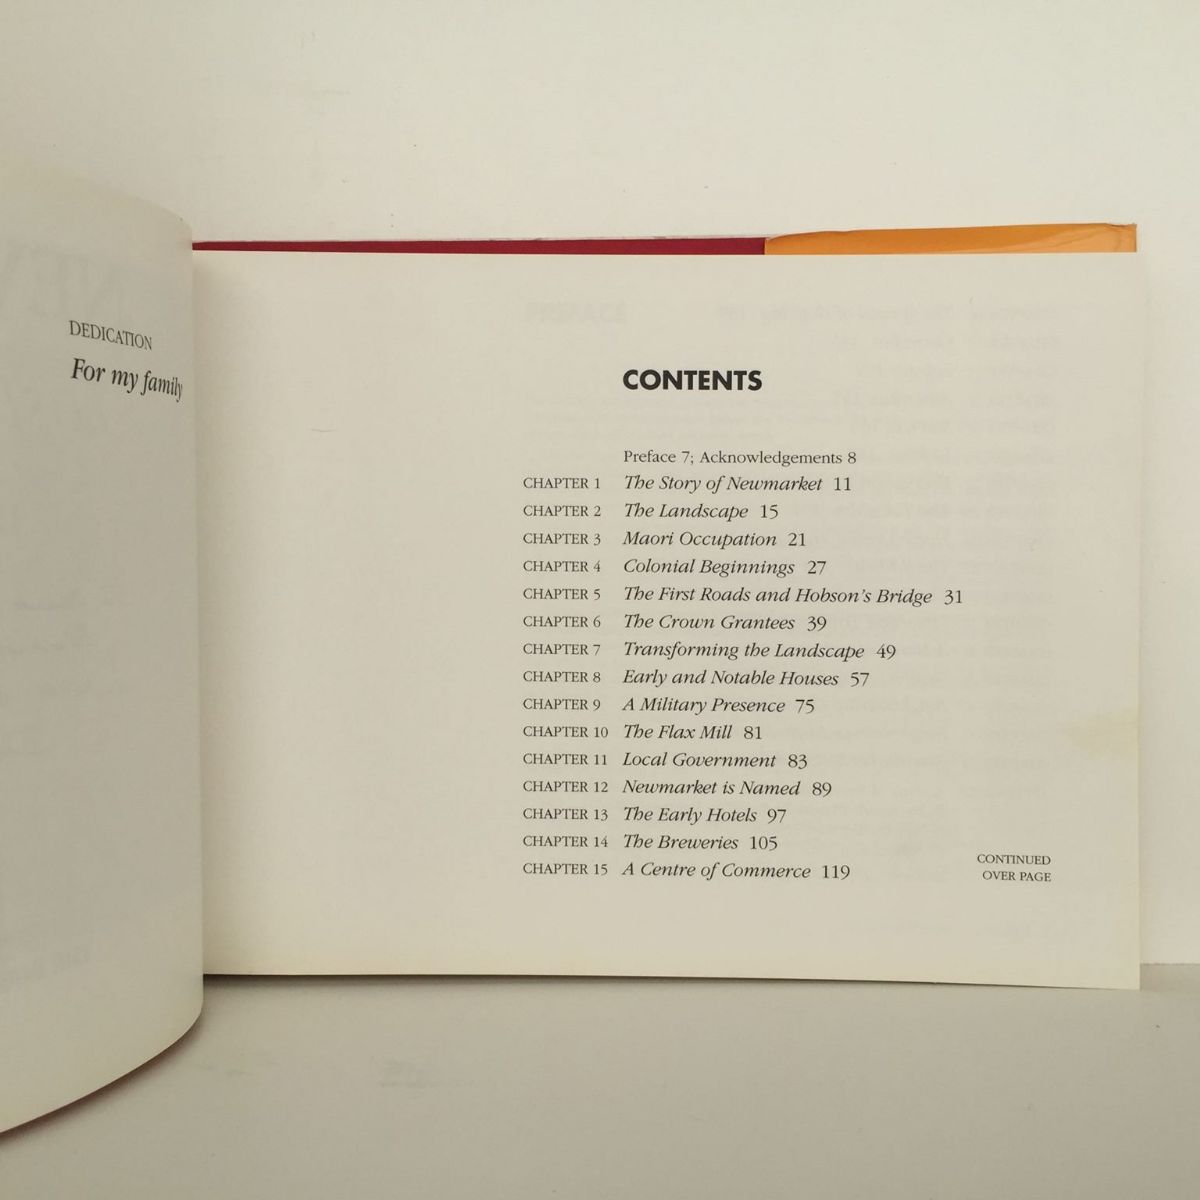 DEDICATION
For my family
CONTENTS
Preface 7; Acknowledgements 8
CHAPTER 1 The Story of Newmarket 11
CHAPTER 2 The Landscape 15
CHAPTER 3 Maori Occupation 21
CHAPTER 4 Colonial Beginnings 27
CHAPTER 5 The First Roads and Hobson's Bridge 31
CHAPTER 6 The Crown Grantees 39
CHAPTER 7 Transforming the Landscape 49
CHAPTER 8 Early and Notable Houses 57
CHAPTER 9 A Military Presence 75
CHAPTER 10 The Flax Mill 81
CHAPTER 11 Local Government 83
CHAPTER 12 Newmarket is Named 89
CHAPTER 13 The Early Hotels 97
CHAPTER 14 The Breweries 105
CHAPTER 15 A Centre of Commerce 119
CONTINUED
OVER PAGE